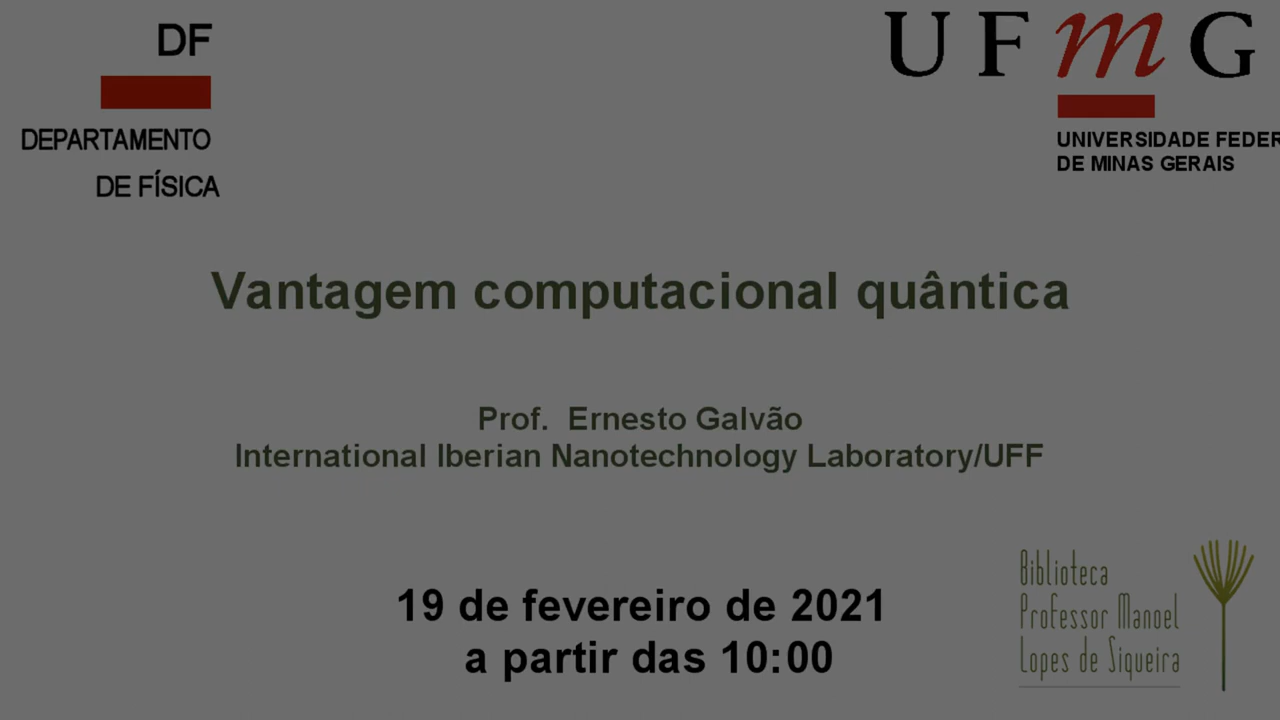 DF
DEPARTAMENTO
DE FÍSICA
UFmG
UNIVERSIDADE FEDER
DE MINAS GERAIS
Vantagem computacional quântica
Prof. Ernesto Galvão
International Iberian Nanotechnology Laboratory/UFF
19 de fevereiro de 2021
a partir das 10:00
Biblioteca
Professor Manoel
Lopes de Siqueira